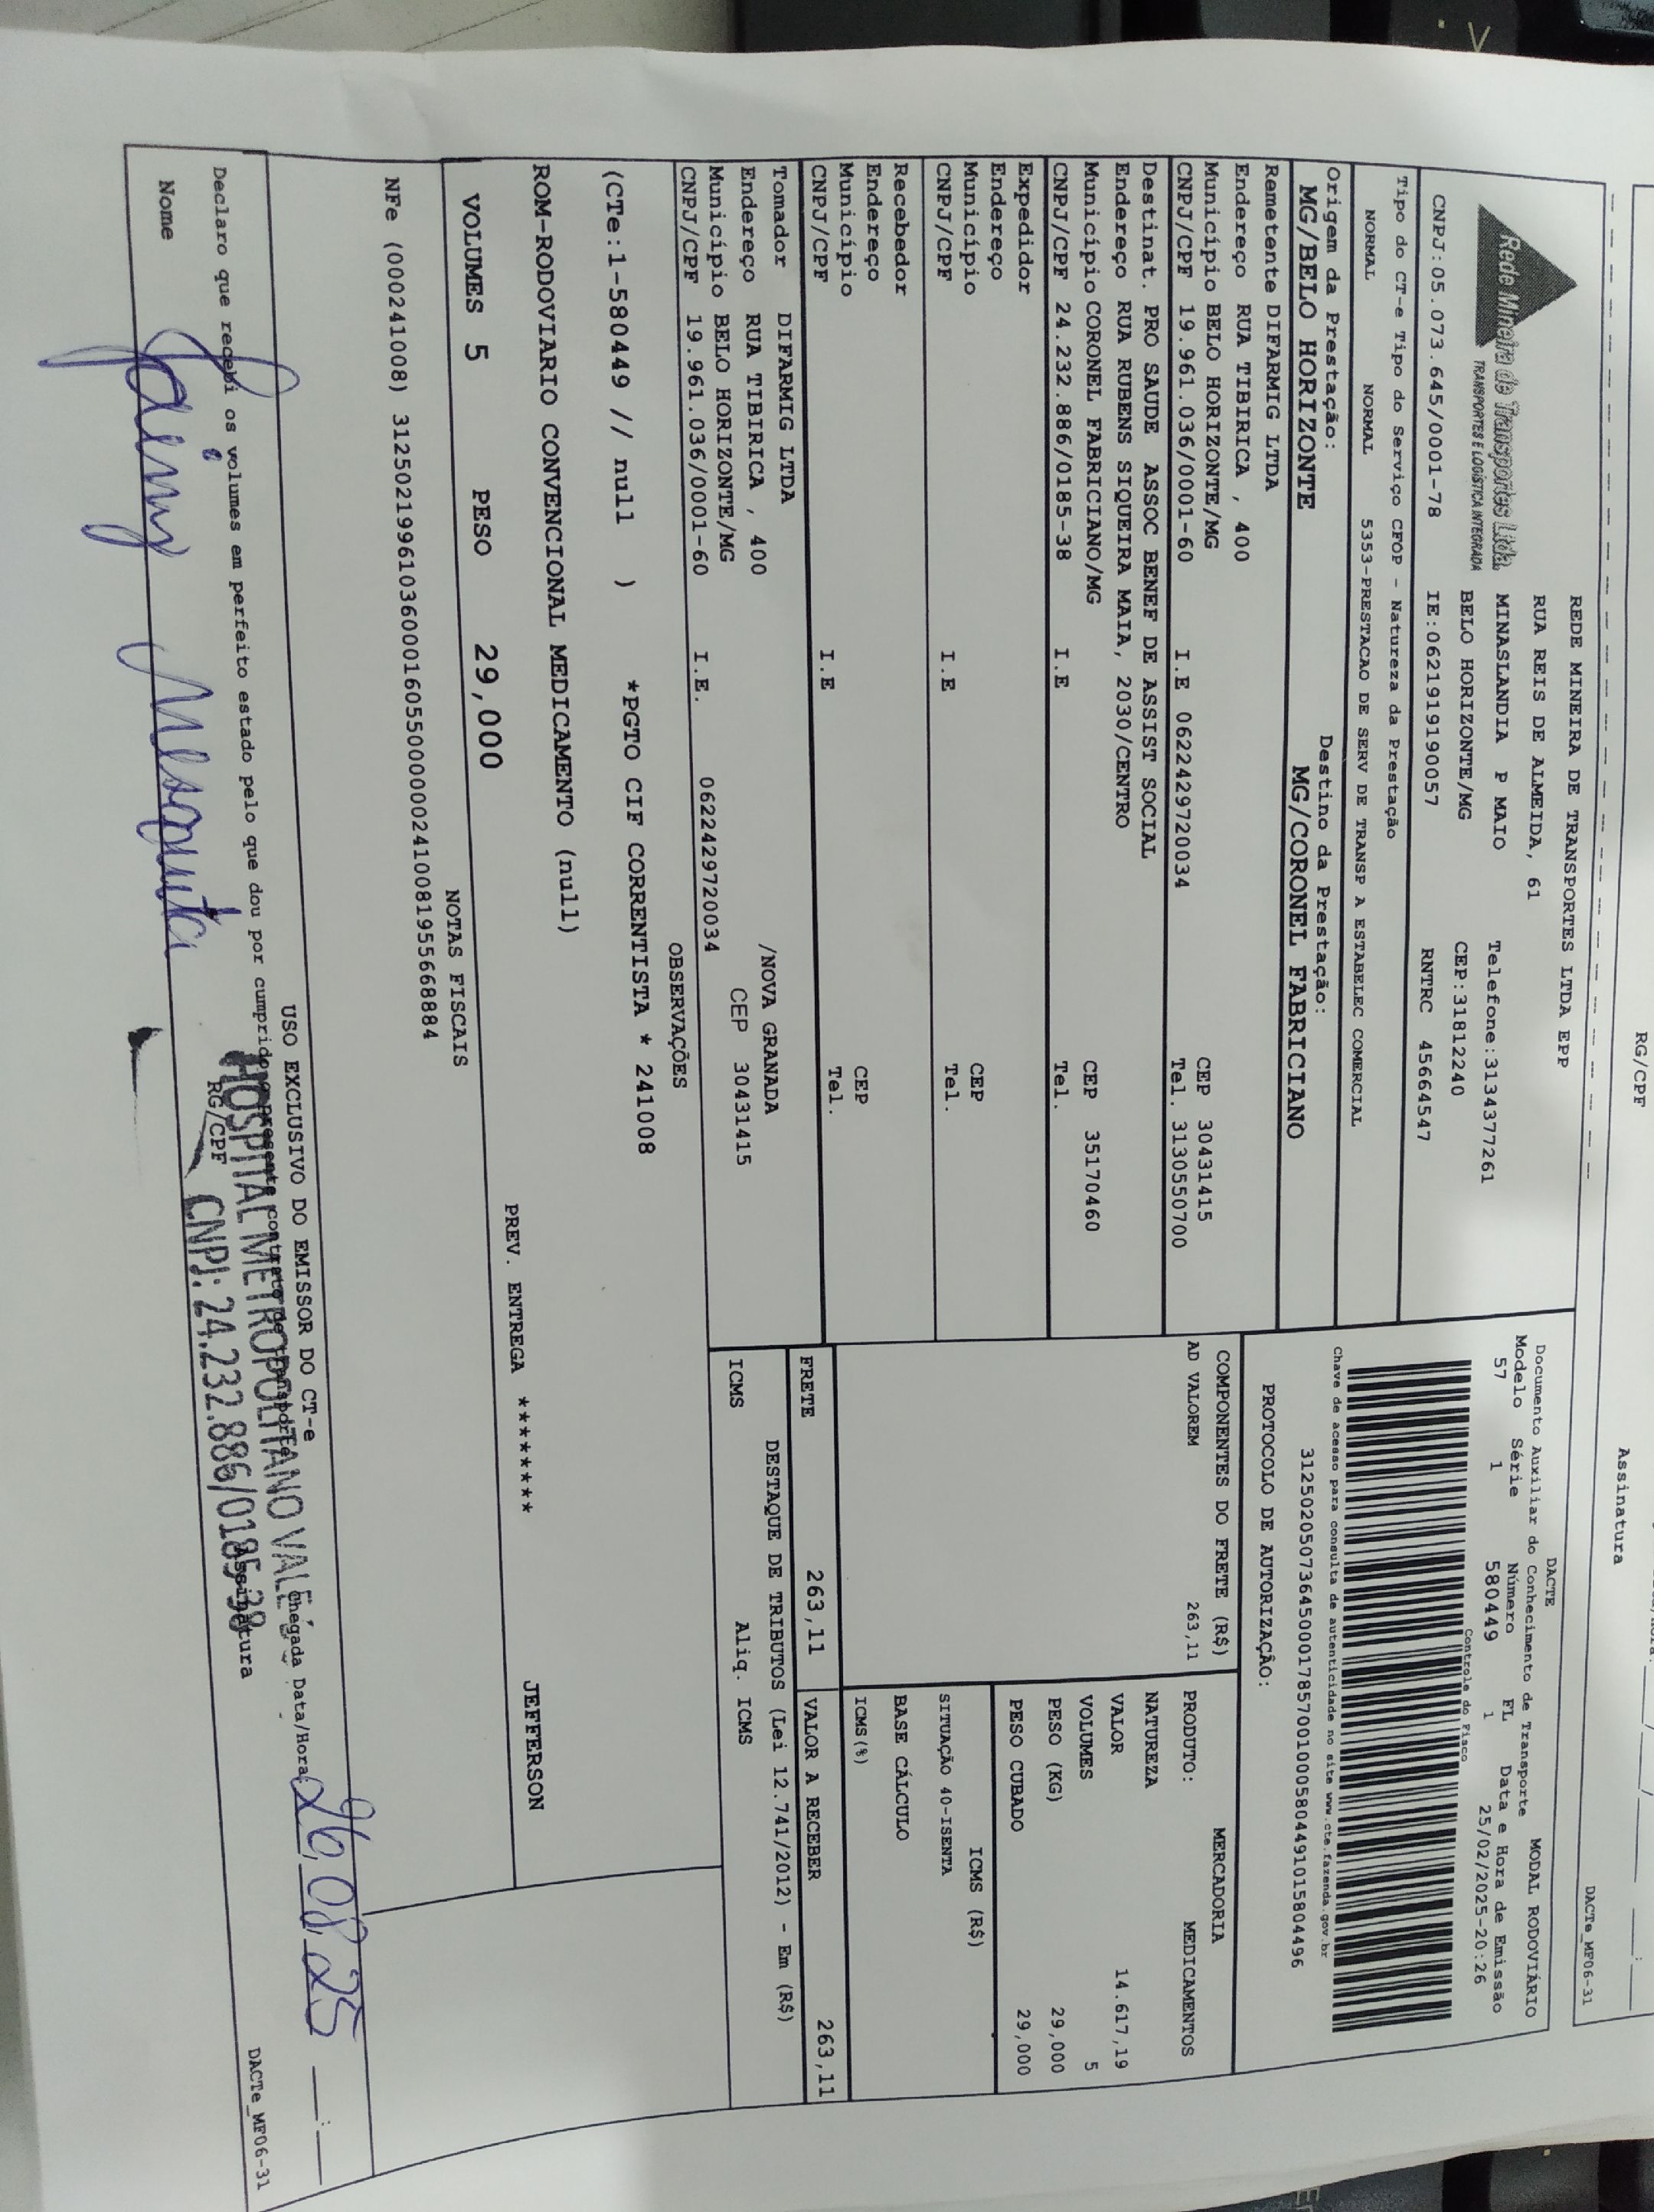 RG/CPF
Assinatura
DACTe_MF06-31
Rede Mineira de Transportes Ltda.
TRANSPORTES E LOGÍSTICA INTEGRADA
REDE MINEIRA DE TRANSPORTES LTDA EPP
RUA REIS DE ALMEIDA, 61
MINASLANDIA P MAIO Telefone:3134377261
BELO HORIZONTE/MG CEP:31812240
CNPJ:05.073.645/0001-78 IE:0621919190057 RNTRC 45664547
DACTE MODAL RODOVIÁRIO
Documento Auxiliar do Conhecimento de Transporte
Modelo Série Número FL Data e Hora de Emissão
57 1 580449 1 25/02/2025-20:26
Controle do Fisco
Chave de acesso para consulta de autenticidade no site www.cte.fazenda.gov.br
31250205073645000178570010005804491015804496
PROTOCOLO DE AUTORIZAÇÃO:
Tipo do CT-e Tipo do Serviço CFOP - Natureza da Prestação
NORMAL NORMAL 5353-PRESTACAO DE SERV DE TRANSP A ESTABELEC COMERCIAL
Origem da Prestação: Destino da Prestação:
MG/BELO HORIZONTE MG/CORONEL FABRICIANO
Remetente DIFARMIG LTDA
Endereço RUA TIBIRICA , 400 CEP 30431415
Município BELO HORIZONTE/MG Tel. 3130550700
CNPJ/CPF 19.961.036/0001-60 I.E 0622429720034
Destinat. PRO SAUDE ASSOC BENEF DE ASSIST SOCIAL
Endereço RUA RUBENS SIQUEIRA MAIA, 2030/CENTRO
Município CORONEL FABRICIANO/MG CEP 35170460
CNPJ/CPF 24.232.886/0185-38 I.E Tel.
Expedidor
Endereço
Município CEP
CNPJ/CPF I.E Tel.
Recebedor
Endereço
Município CEP
CNPJ/CPF I.E Tel.
Tomador DIFARMIG LTDA
Endereço RUA TIBIRICA , 400 /NOVA GRANADA
Município BELO HORIZONTE/MG CEP 30431415
CNPJ/CPF 19.961.036/0001-60 I.E. 0622429720034
COMPONENTES DO FRETE (R$)
AD VALOREM 263,11
MERCADORIA
PRODUTO: MEDICAMENTOS
NATUREZA
VALOR 14.617,19
VOLUMES 5
PESO (KG) 29,000
PESO CUBADO 29,000
ICMS (R$)
SITUAÇÃO 40-ISENTA
BASE CÁLCULO
ICMS(%)
FRETE 263,11 VALOR A RECEBER 263,11
DESTAQUE DE TRIBUTOS (Lei 12.741/2012) - Em (R$)
ICMS Aliq. ICMS
OBSERVAÇÕES
(CTe:1-580449 // null ) *PGTO CIF CORRENTISTA * 241008
ROM-RODOVIARIO CONVENCIONAL MEDICAMENTO (null)
VOLUMES 5 PESO 29,000 PREV. ENTREGA ******** JEFFERSON
NOTAS FISCAIS
NFe (000241008) 31250219961036000160550000002410081955668884
USO EXCLUSIVO DO EMISSOR DO CT-e
Declaro que recebi os volumes em perfeito estado pelo que dou por cumprido o presente contrato de transporte
Chegada Data/Hora 26/08/25 __:__
Nome RG/CPF Assinatura
HOSPITAL METROPOLITANO VALE
CNPJ: 24.232.886/0185-38
DACTe_MF06-31